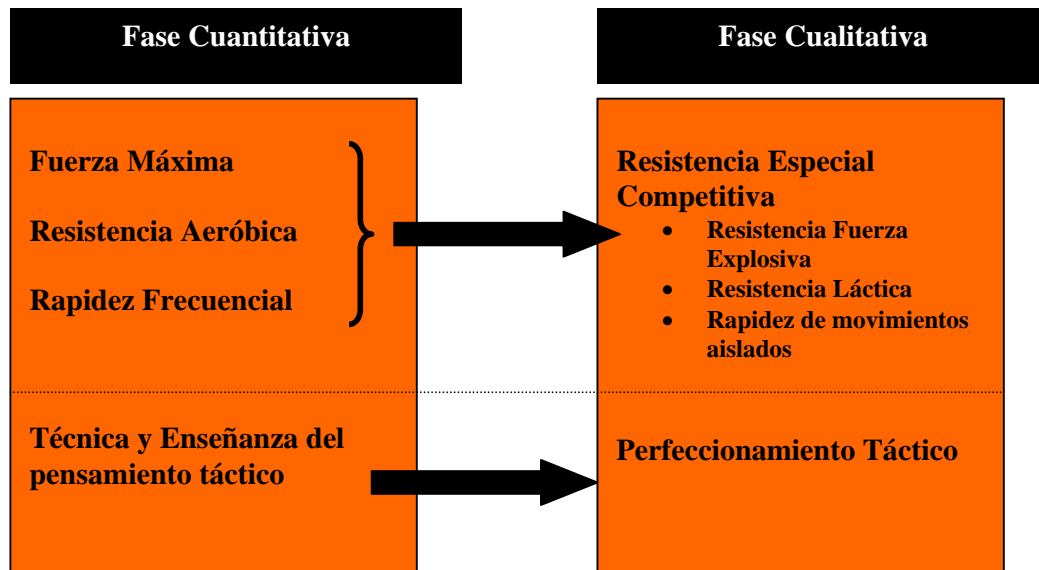 Fase Cuantitativa
Fase Cualitativa
Fuerza Máxima
Resistencia Aeróbica
Rapidez Frecuencial
Resistencia Especial
Competitiva
• Resistencia Fuerza
Explosiva
• Resistencia Láctica
• Rapidez de movimientos
aislados
Técnica y Enseñanza del
pensamiento táctico
Perfeccionamiento Táctico